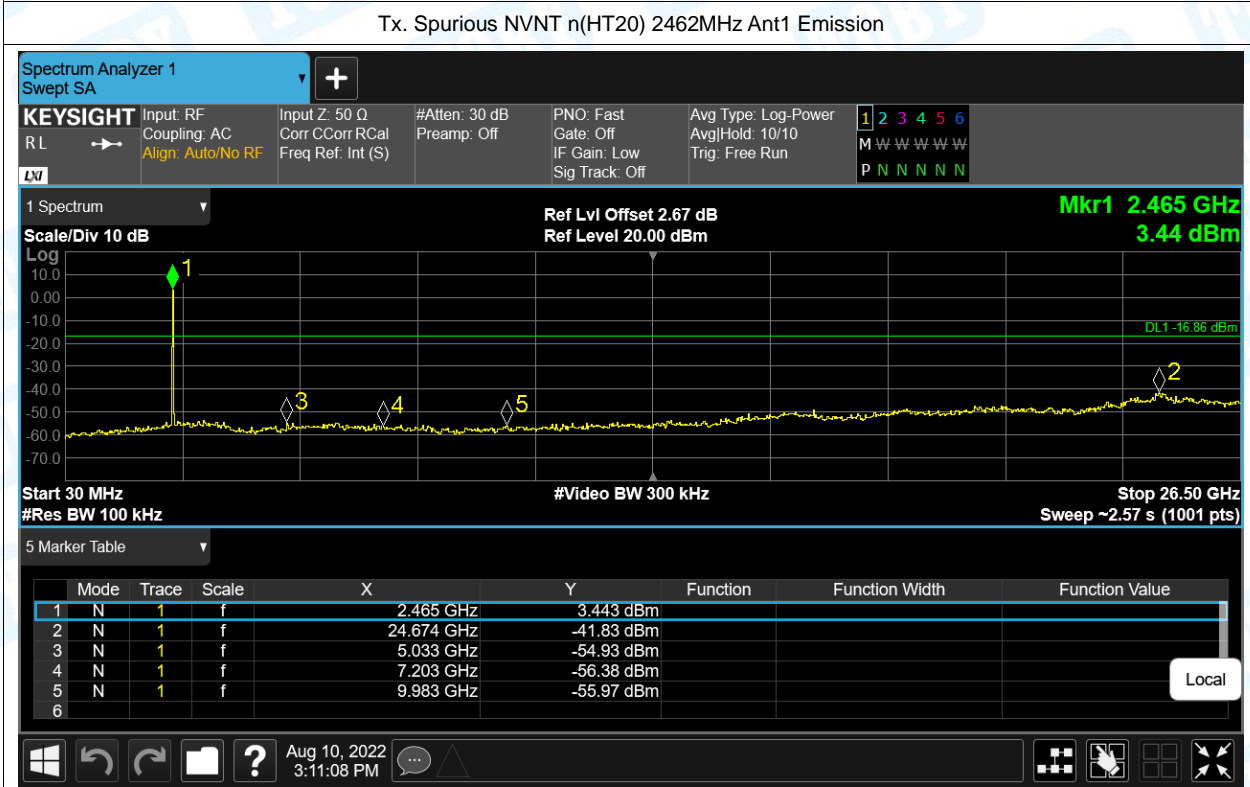 Tx. Spurious NVNT n(HT20) 2462MHz Ant1 Emission
Spectrum Analyzer 1
Swept SA
KEYSIGHT Input: RF Input Z: 50 Ω #Atten: 30 dB PNO: Fast Avg Type: Log-Power 1 2 3 4 5 6
R L Coupling: AC Corr CCorr RCal Preamp: Off Gate: Off Avg|Hold: 10/10 M W W W W W
Align: Auto/No RF Freq Ref: Int (S) IF Gain: Low Trig: Free Run
LXI Sig Track: Off P N N N N N
1 Spectrum Ref Lvl Offset 2.67 dB Mkr1 2.465 GHz
Scale/Div 10 dB Ref Level 20.00 dBm 3.44 dBm
Log
10.0 1
0.00
-10.0
DL1 -16.86 dBm
-20.0
-30.0
2
-40.0
3 4 5
-50.0
-60.0
-70.0
Start 30 MHz #Video BW 300 kHz Stop 26.50 GHz
#Res BW 100 kHz Sweep ~2.57 s (1001 pts)
5 Marker Table
Mode Trace Scale X Y Function Function Width Function Value
1 N 1 f 2.465 GHz 3.443 dBm
2 N 1 f 24.674 GHz -41.83 dBm
3 N 1 f 5.033 GHz -54.93 dBm
4 N 1 f 7.203 GHz -56.38 dBm
5 N 1 f 9.983 GHz -55.97 dBm
6
Local
Aug 10, 2022
3:11:08 PM